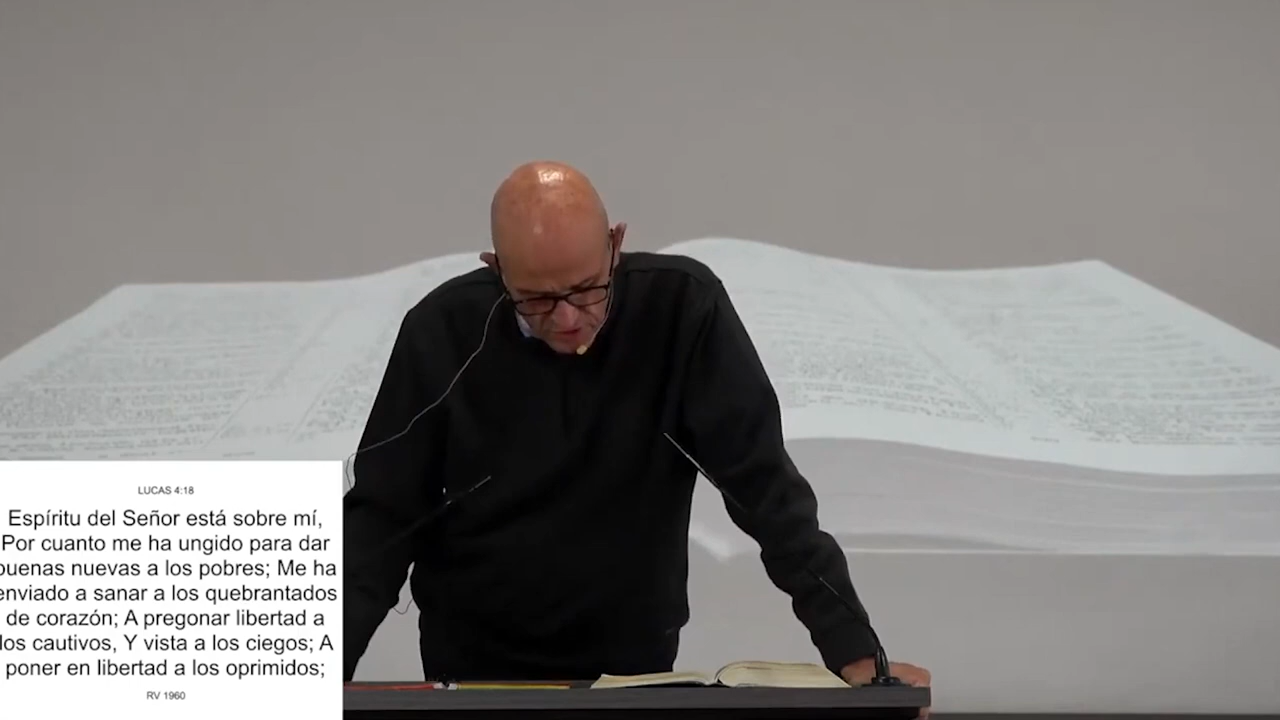 LUCAS 4:18
Espíritu del Señor está sobre mí,
Por cuanto me ha ungido para dar
buenas nuevas a los pobres; Me ha
enviado a sanar a los quebrantados
de corazón; A pregonar libertad a
los cautivos, Y vista a los ciegos; A
poner en libertad a los oprimidos;
RV 1960